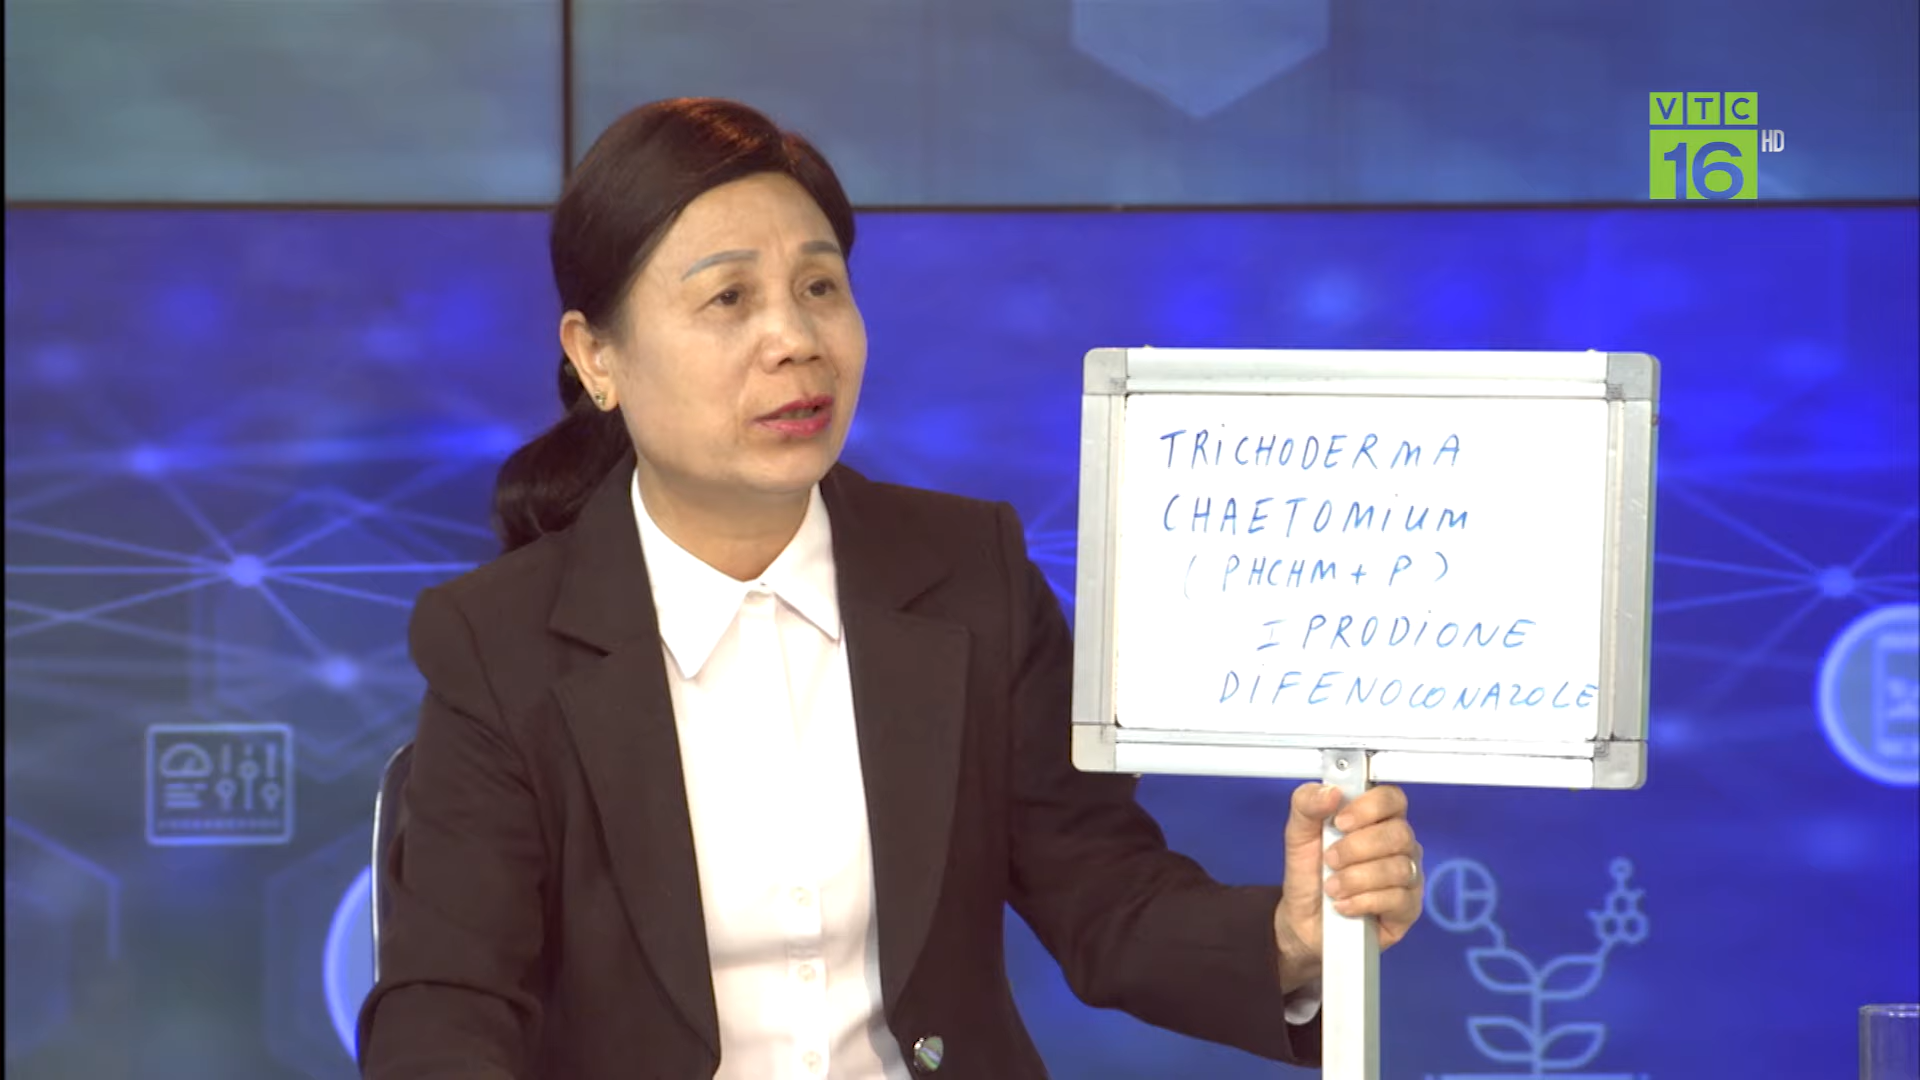 VTC
16 HD
TRiCHODERMA
CHAETOMiUM
( PHCHM + P )
IPRODiONE
DiFENOCONAZOLE